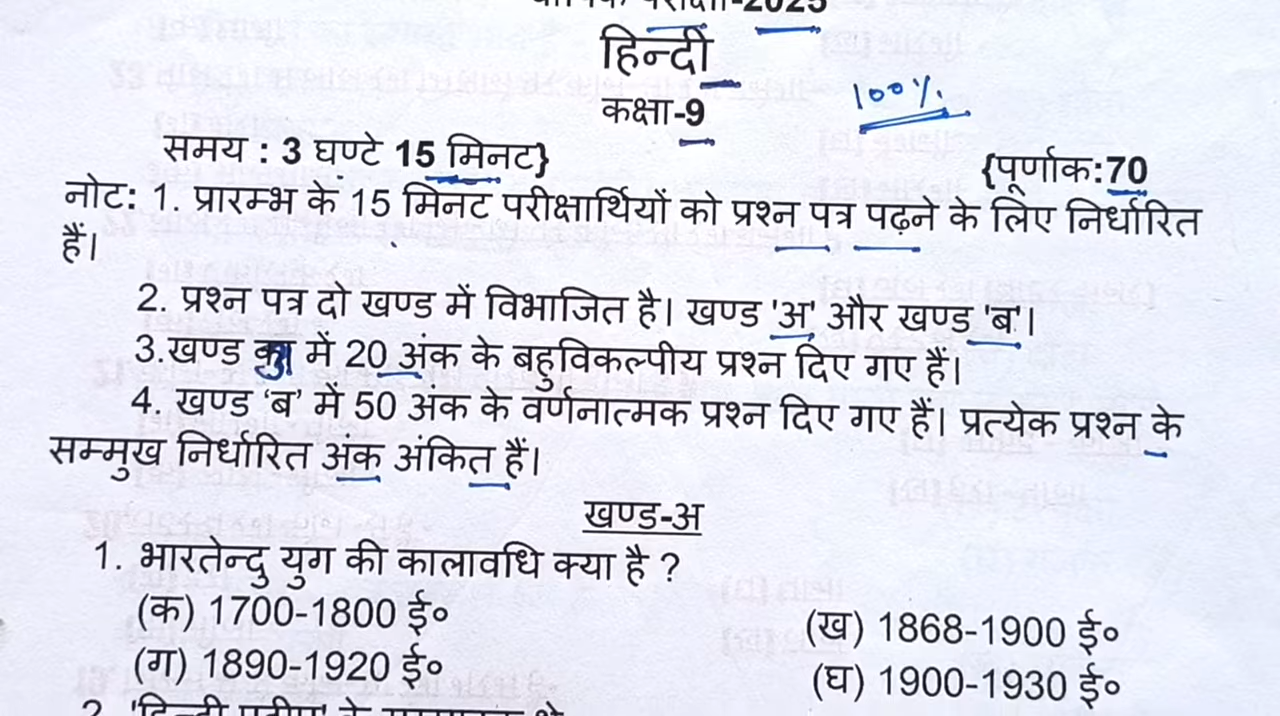 परीक्षा-2025
हिन्दी
कक्षा-9
100%
समय : 3 घण्टे 15 मिनट}
{पूर्णाक:70
नोट: 1. प्रारम्भ के 15 मिनट परीक्षार्थियों को प्रश्न पत्र पढ़ने के लिए निर्धारित
हैं।
2. प्रश्न पत्र दो खण्ड में विभाजित है। खण्ड 'अ' और खण्ड 'ब'।
3.खण्ड में 20 अंक के बहुविकल्पीय प्रश्न दिए गए हैं।
4. खण्ड ‘ब’ में 50 अंक के वर्णनात्मक प्रश्न दिए गए हैं। प्रत्येक प्रश्न के
सम्मुख निर्धारित अंक अंकित हैं।
खण्ड-अ
1. भारतेन्दु युग की कालावधि क्या है ?
(क) 1700-1800 ई०
(ख) 1868-1900 ई०
(ग) 1890-1920 ई०
(घ) 1900-1930 ई०